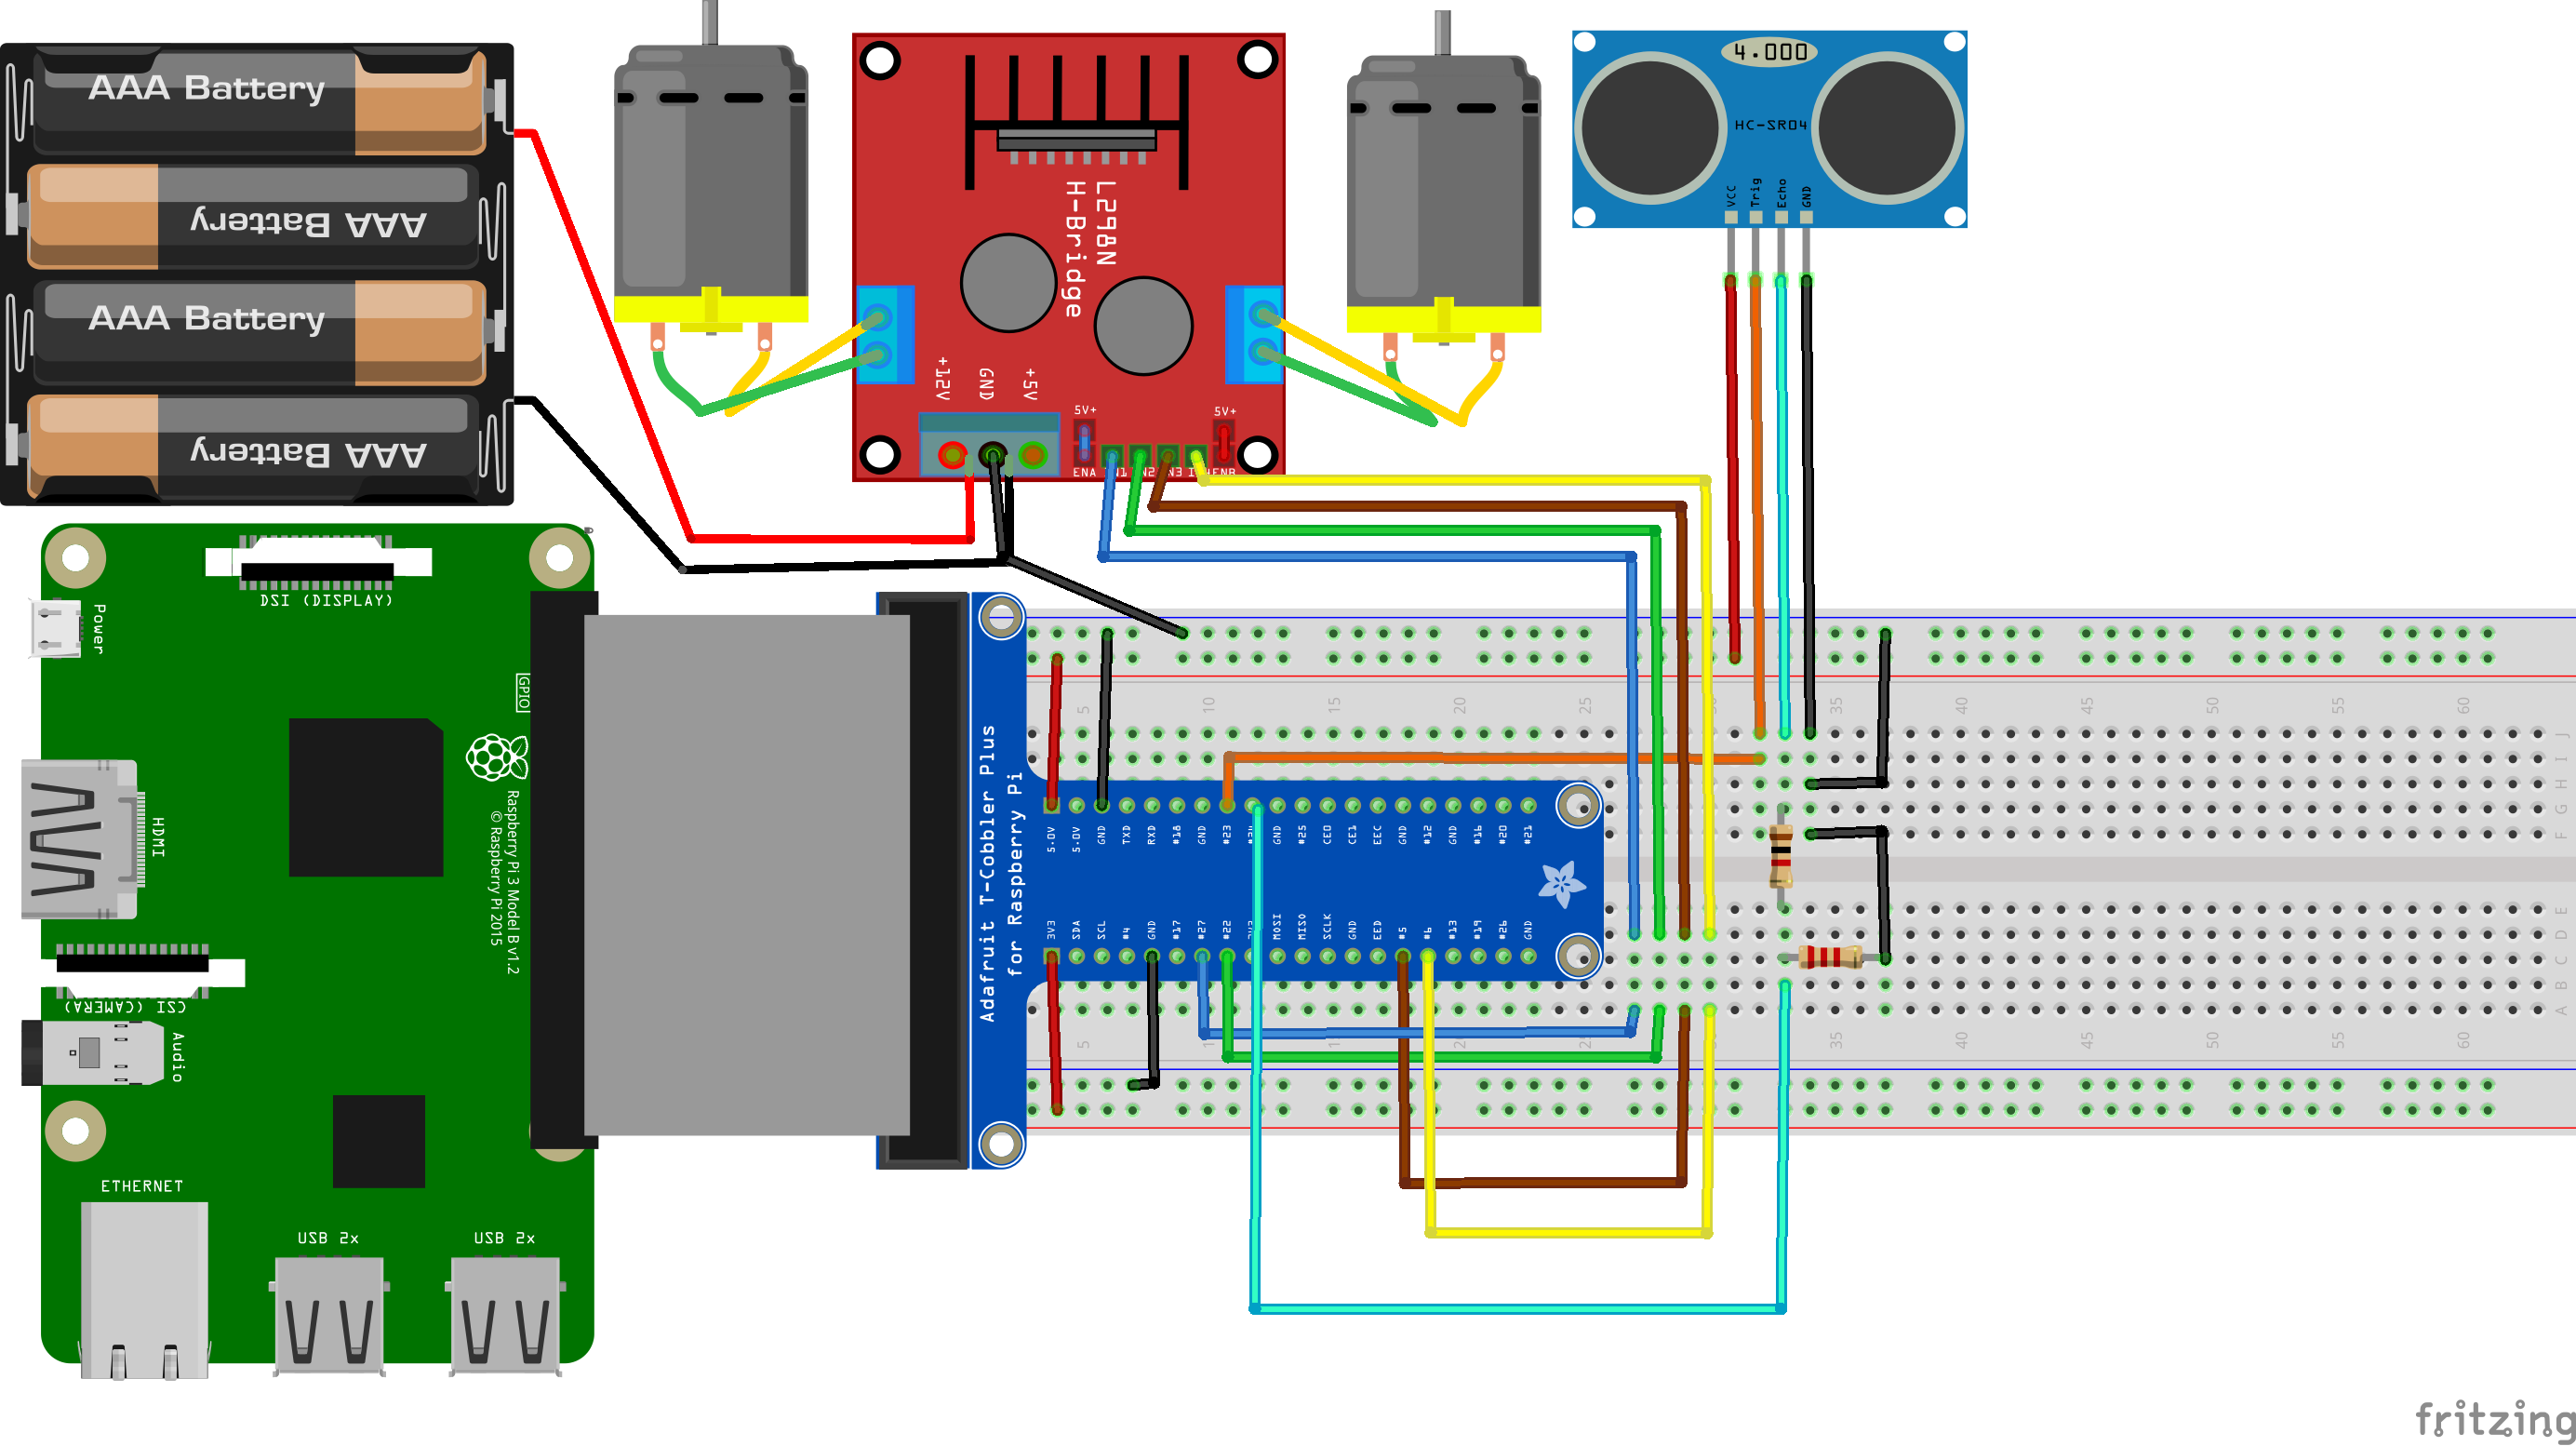 AAA Battery
AAA Battery
AAA Battery
AAA Battery
L298N
H-Bridge
+12V
GND
+5V
5V+
5V+
ENA
ENB
4.000
HC-SR04
VCC
Trig
Echo
GND
DSI (DISPLAY)
Power
GPIO
HDMI
Raspberry Pi 3 Model B v1.2
© Raspberry Pi 2015
CSI (CAMERA)
Audio
ETHERNET
USB 2x
USB 2x
Adafruit T-Cobbler Plus
for Raspberry Pi
5.0V
5.0V
GND
TXD
RXD
#18
GND
#23
GND
#25
CE0
CE1
EEC
GND
#12
GND
#16
#20
#21
3V3
SDA
SCL
#4
GND
#17
#27
#22
MOSI
MISO
SCLK
GND
EED
#5
#6
#13
#19
#26
GND
5
10
15
20
25
35
40
45
50
55
60
J
I
H
G
F
E
D
C
B
A
5
35
40
45
50
55
60
fritzing